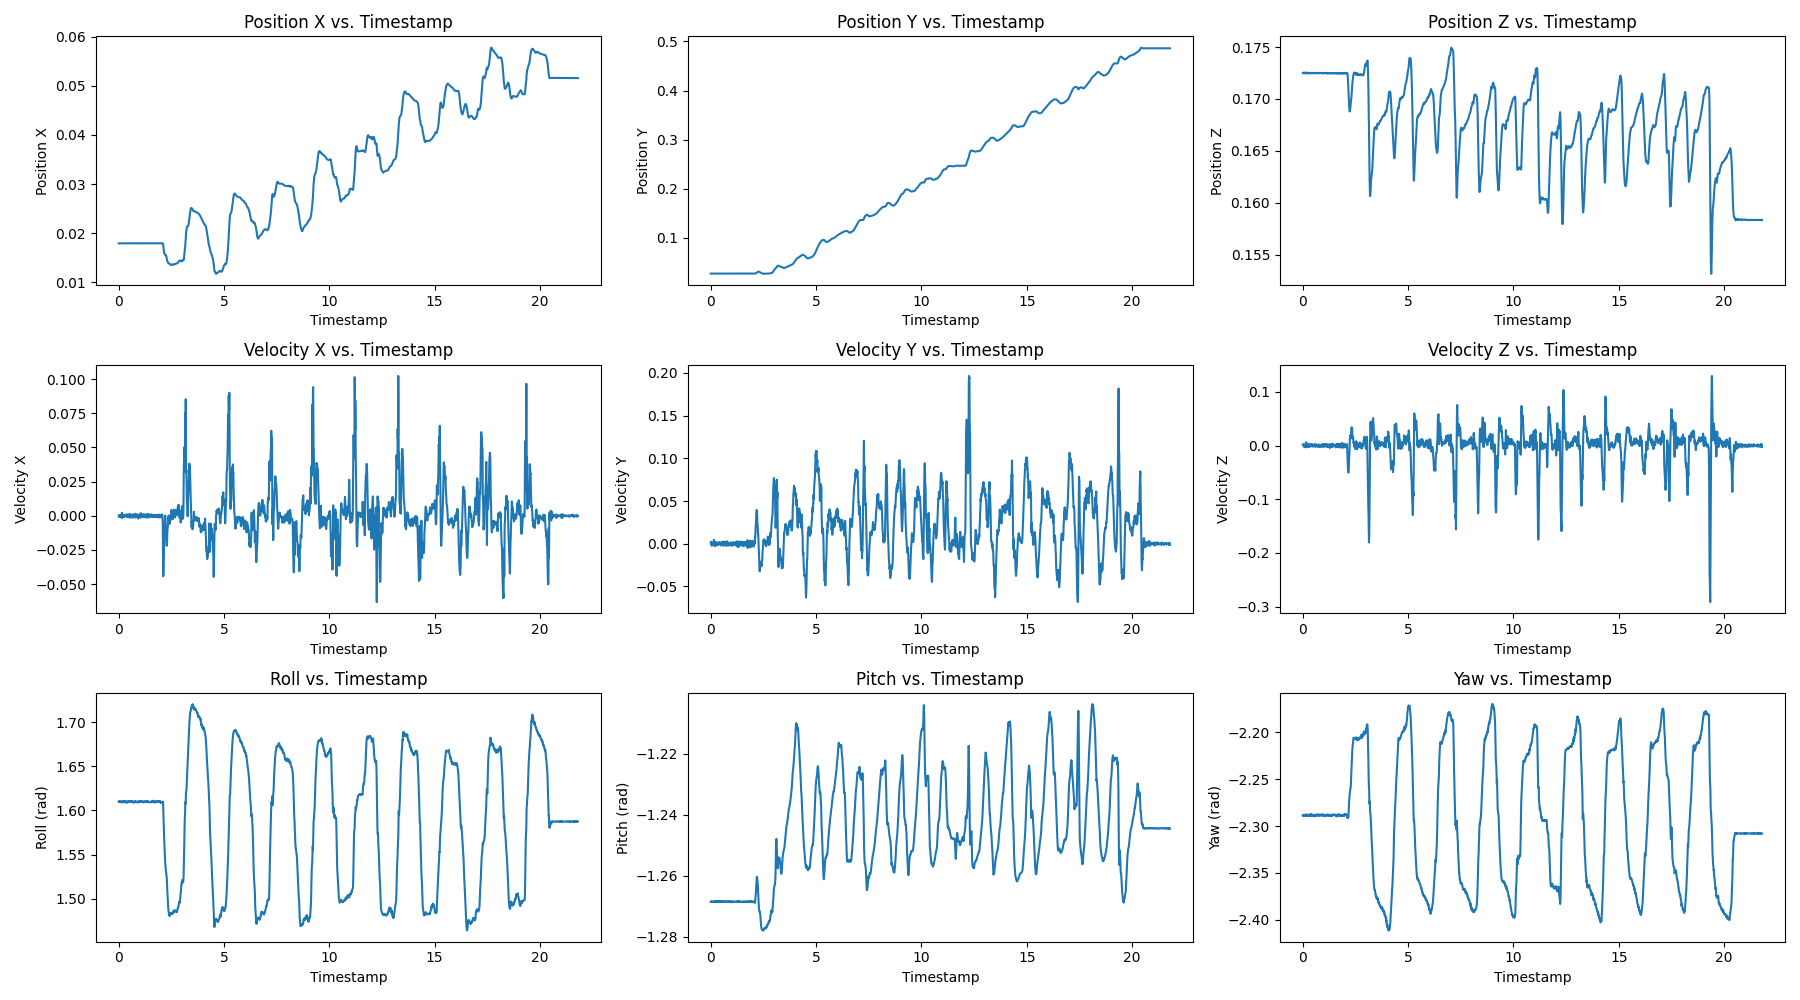 Position X vs. Timestamp
Position X
0.06
0.05
0.04
0.03
0.02
0.01
0 5 10 15 20
Timestamp
Position Y vs. Timestamp
Position Y
0.5
0.4
0.3
0.2
0.1
0 5 10 15 20
Timestamp
Position Z vs. Timestamp
Position Z
0.175
0.170
0.165
0.160
0.155
0 5 10 15 20
Timestamp
Velocity X vs. Timestamp
Velocity X
0.100
0.075
0.050
0.025
0.000
−0.025
−0.050
0 5 10 15 20
Timestamp
Velocity Y vs. Timestamp
Velocity Y
0.20
0.15
0.10
0.05
0.00
−0.05
0 5 10 15 20
Timestamp
Velocity Z vs. Timestamp
Velocity Z
0.1
0.0
−0.1
−0.2
−0.3
0 5 10 15 20
Timestamp
Roll vs. Timestamp
Roll (rad)
1.70
1.65
1.60
1.55
1.50
0 5 10 15 20
Timestamp
Pitch vs. Timestamp
Pitch (rad)
−1.22
−1.24
−1.26
−1.28
0 5 10 15 20
Timestamp
Yaw vs. Timestamp
Yaw (rad)
−2.20
−2.25
−2.30
−2.35
−2.40
0 5 10 15 20
Timestamp